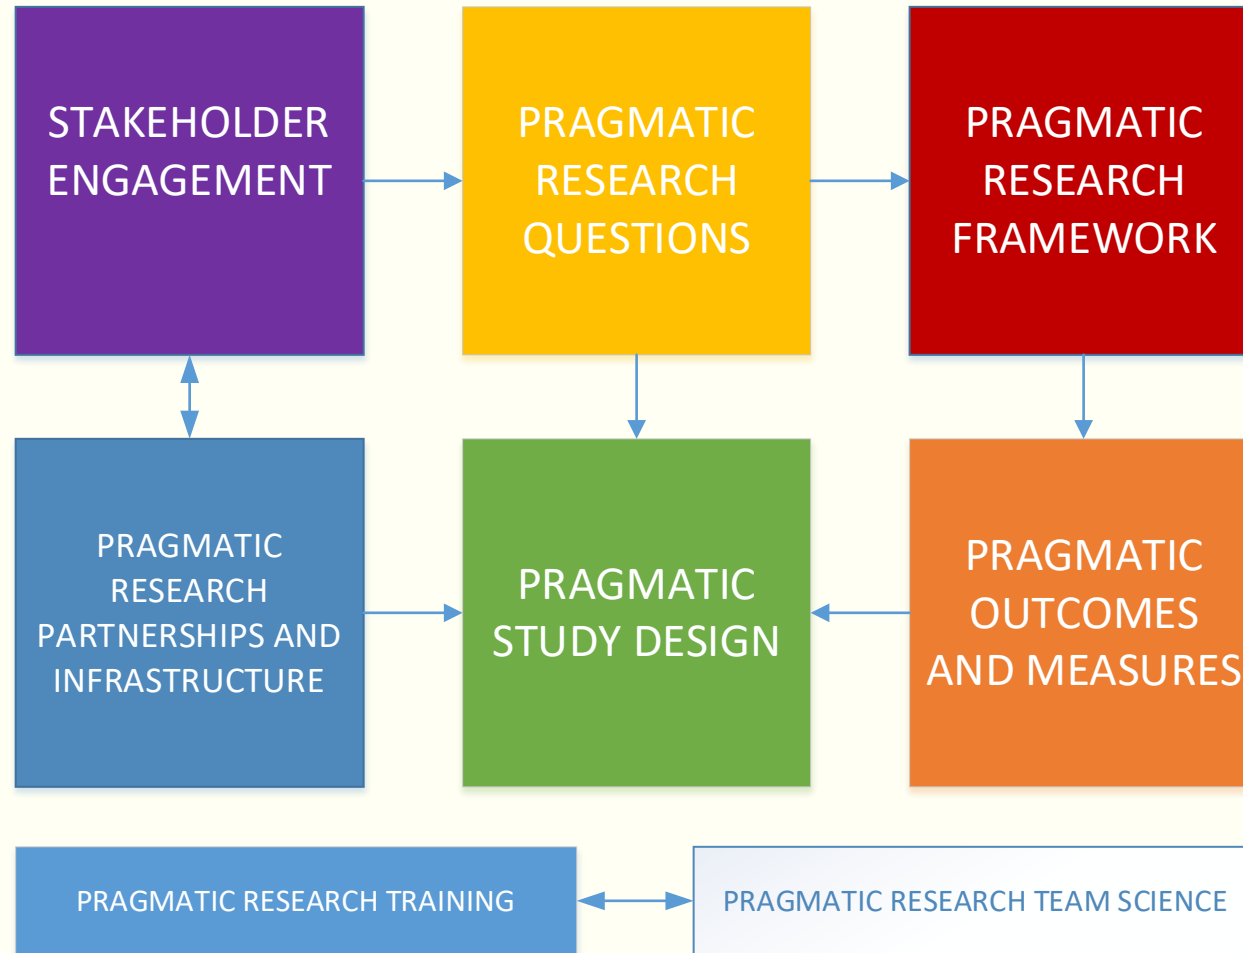 STAKEHOLDER
ENGAGEMENT
PRAGMATIC
RESEARCH
QUESTIONS
PRAGMATIC
RESEARCH
FRAMEWORK
PRAGMATIC
RESEARCH
PARTNERSHIPS AND
INFRASTRUCTURE
PRAGMATIC
STUDY DESIGN
PRAGMATIC
OUTCOMES
AND MEASURES
PRAGMATIC RESEARCH TRAINING
PRAGMATIC RESEARCH TEAM SCIENCE